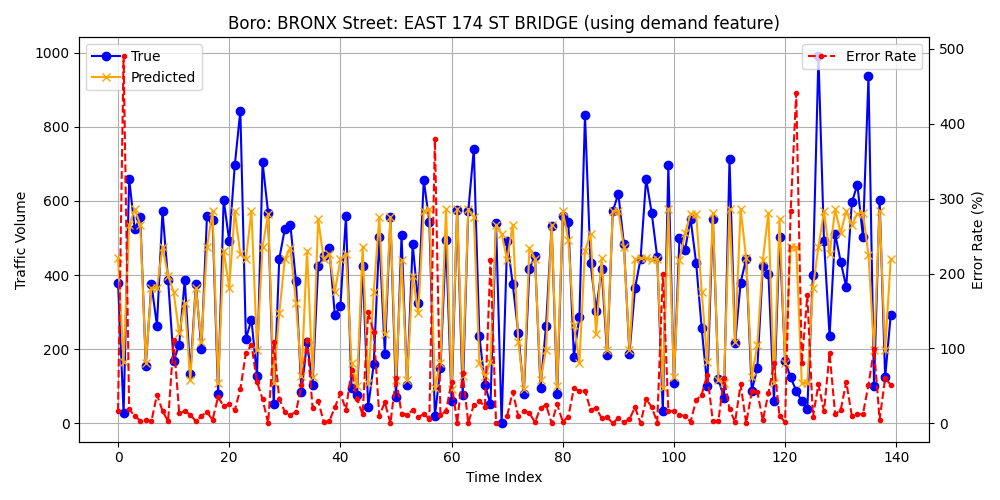 Boro: BRONX Street: EAST 174 ST BRIDGE (using demand feature)
True
Predicted
Error Rate
1000
800
600
400
200
0
Traffic Volume
500
400
300
200
100
0
Error Rate (%)
0 20 40 60 80 100 120 140
Time Index